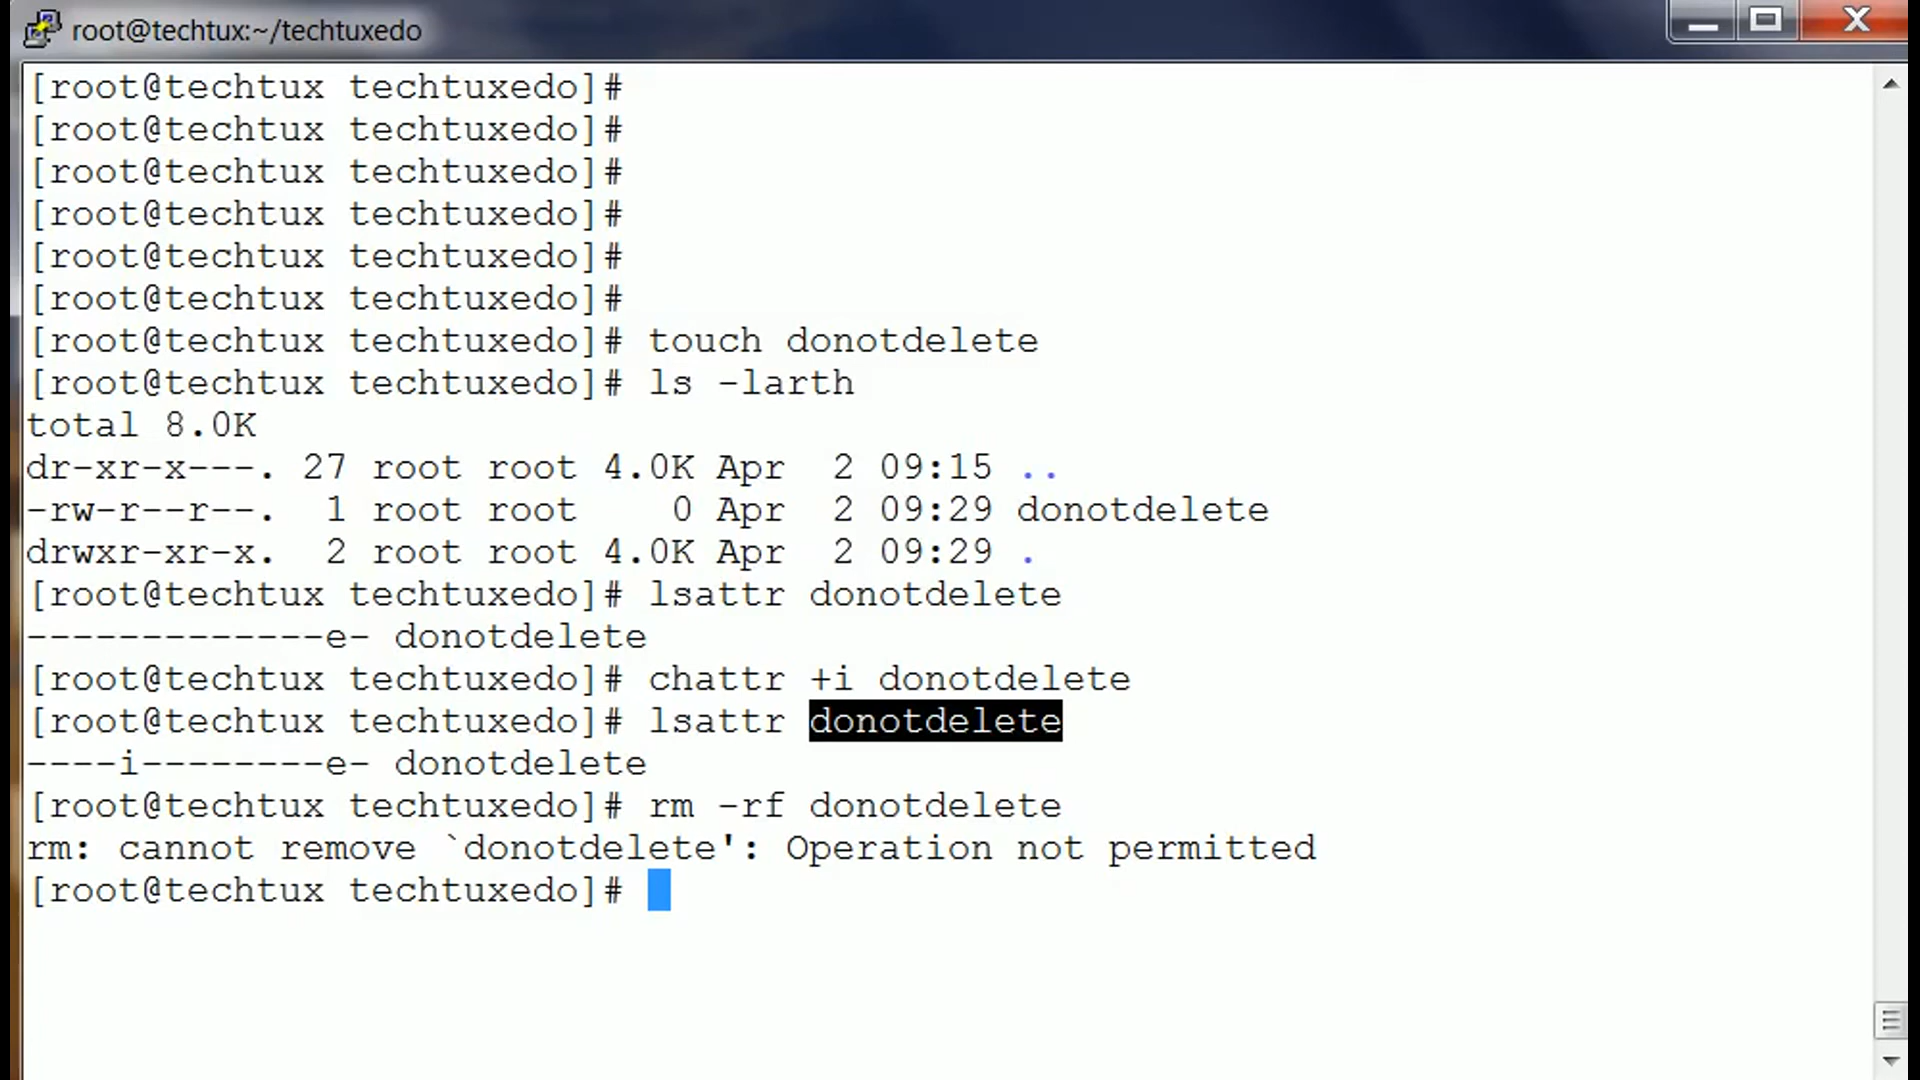 root@techtux:~/techtuxedo
[root@techtux techtuxedo]#
[root@techtux techtuxedo]#
[root@techtux techtuxedo]#
[root@techtux techtuxedo]#
[root@techtux techtuxedo]#
[root@techtux techtuxedo]#
[root@techtux techtuxedo]# touch donotdelete
[root@techtux techtuxedo]# ls -larth
total 8.0K
dr-xr-x---. 27 root root 4.0K Apr  2 09:15 ..
-rw-r--r--.  1 root root    0 Apr  2 09:29 donotdelete
drwxr-xr-x.  2 root root 4.0K Apr  2 09:29 .
[root@techtux techtuxedo]# lsattr donotdelete
-------------e- donotdelete
[root@techtux techtuxedo]# chattr +i donotdelete
[root@techtux techtuxedo]# lsattr donotdelete
----i--------e- donotdelete
[root@techtux techtuxedo]# rm -rf donotdelete
rm: cannot remove `donotdelete': Operation not permitted
[root@techtux techtuxedo]#